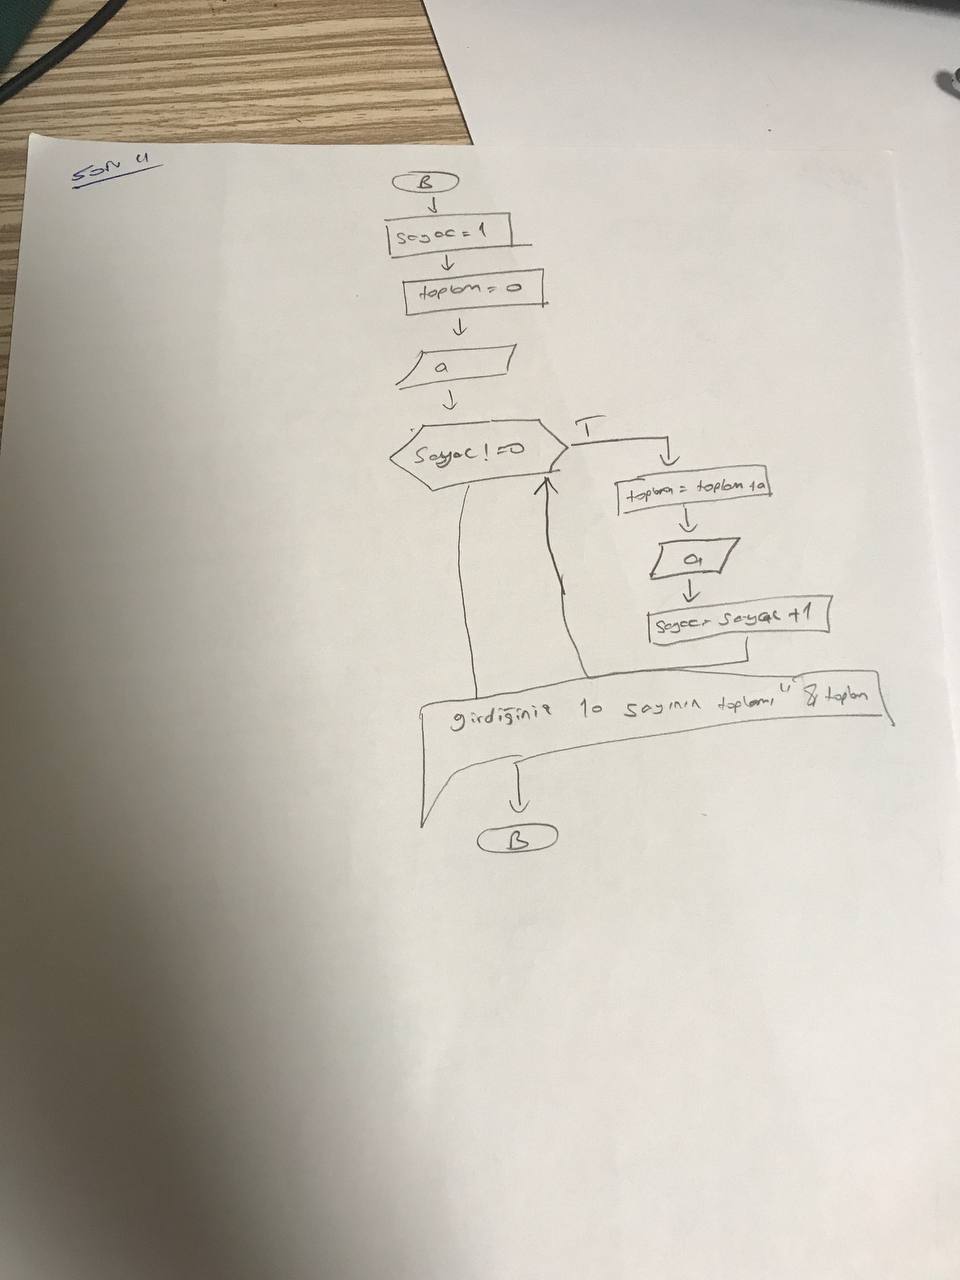 SON 4
B
sayac = 1
toplam = 0
a
Sayac != 0
T
toplam = toplam + a
a
sayac = sayac + 1
girdiğiniz 10 sayının toplamı" & toplam
B